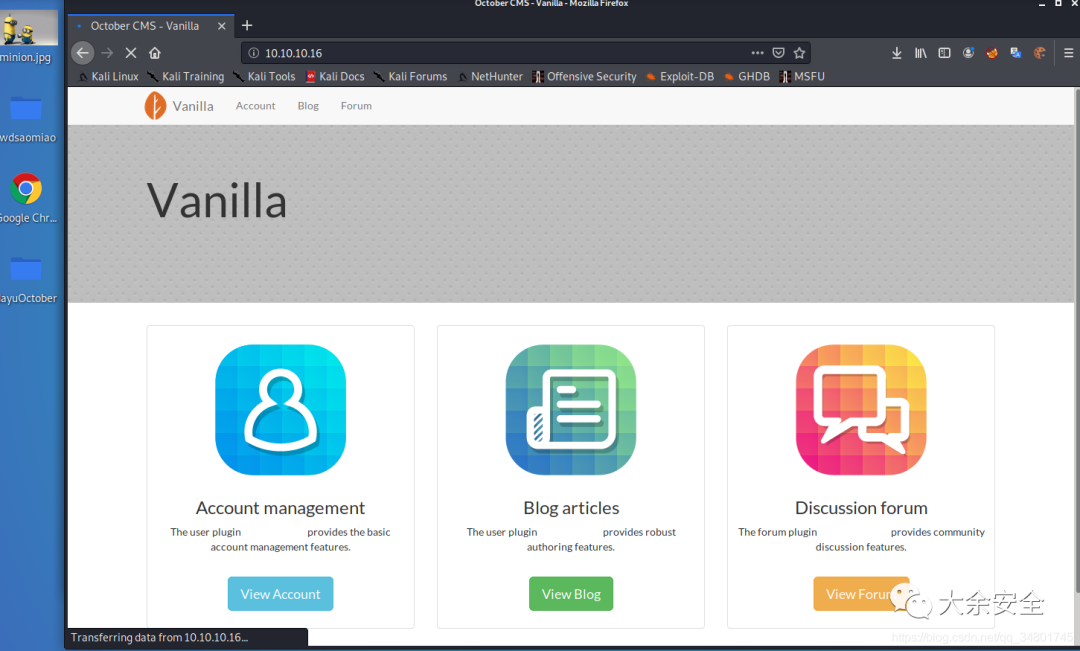 October CMS - Vanilla - Mozilla Firefox
October CMS - Vanilla
minion.jpg
10.10.10.16
Kali Linux Kali Training Kali Tools Kali Docs Kali Forums NetHunter Offensive Security Exploit-DB GHDB MSFU
Vanilla Account Blog Forum
wdsaomiao
Vanilla
Google Chr...
ayuOctober
Account management
The user plugin provides the basic
account management features.
View Account
Blog articles
The user plugin provides robust
authoring features.
View Blog
Discussion forum
The forum plugin provides community
discussion features.
View Forum
大余安全
Transferring data from 10.10.10.16...
https://blog.csdn.net/qq_34801745